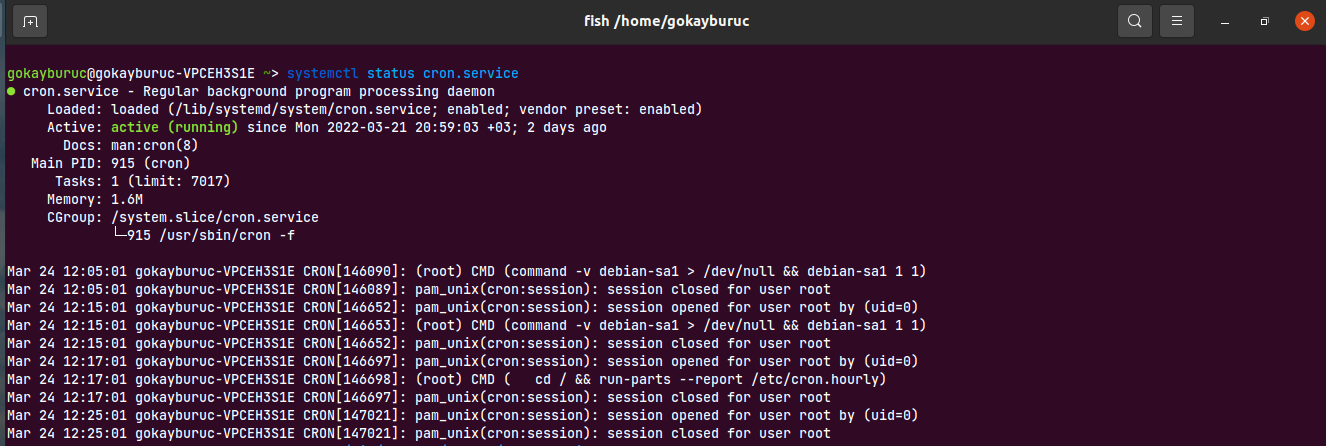 fish /home/gokayburuc
gokayburuc@gokayburuc-VPCEH3S1E ~> systemctl status cron.service
● cron.service - Regular background program processing daemon
     Loaded: loaded (/lib/systemd/system/cron.service; enabled; vendor preset: enabled)
     Active: active (running) since Mon 2022-03-21 20:59:03 +03; 2 days ago
       Docs: man:cron(8)
   Main PID: 915 (cron)
      Tasks: 1 (limit: 7017)
     Memory: 1.6M
     CGroup: /system.slice/cron.service
             └─915 /usr/sbin/cron -f
Mar 24 12:05:01 gokayburuc-VPCEH3S1E CRON[146090]: (root) CMD (command -v debian-sa1 > /dev/null && debian-sa1 1 1)
Mar 24 12:05:01 gokayburuc-VPCEH3S1E CRON[146089]: pam_unix(cron:session): session closed for user root
Mar 24 12:15:01 gokayburuc-VPCEH3S1E CRON[146652]: pam_unix(cron:session): session opened for user root by (uid=0)
Mar 24 12:15:01 gokayburuc-VPCEH3S1E CRON[146653]: (root) CMD (command -v debian-sa1 > /dev/null && debian-sa1 1 1)
Mar 24 12:15:01 gokayburuc-VPCEH3S1E CRON[146652]: pam_unix(cron:session): session closed for user root
Mar 24 12:17:01 gokayburuc-VPCEH3S1E CRON[146697]: pam_unix(cron:session): session opened for user root by (uid=0)
Mar 24 12:17:01 gokayburuc-VPCEH3S1E CRON[146698]: (root) CMD (   cd / && run-parts --report /etc/cron.hourly)
Mar 24 12:17:01 gokayburuc-VPCEH3S1E CRON[146697]: pam_unix(cron:session): session closed for user root
Mar 24 12:25:01 gokayburuc-VPCEH3S1E CRON[147021]: pam_unix(cron:session): session opened for user root by (uid=0)
Mar 24 12:25:01 gokayburuc-VPCEH3S1E CRON[147021]: pam_unix(cron:session): session closed for user root